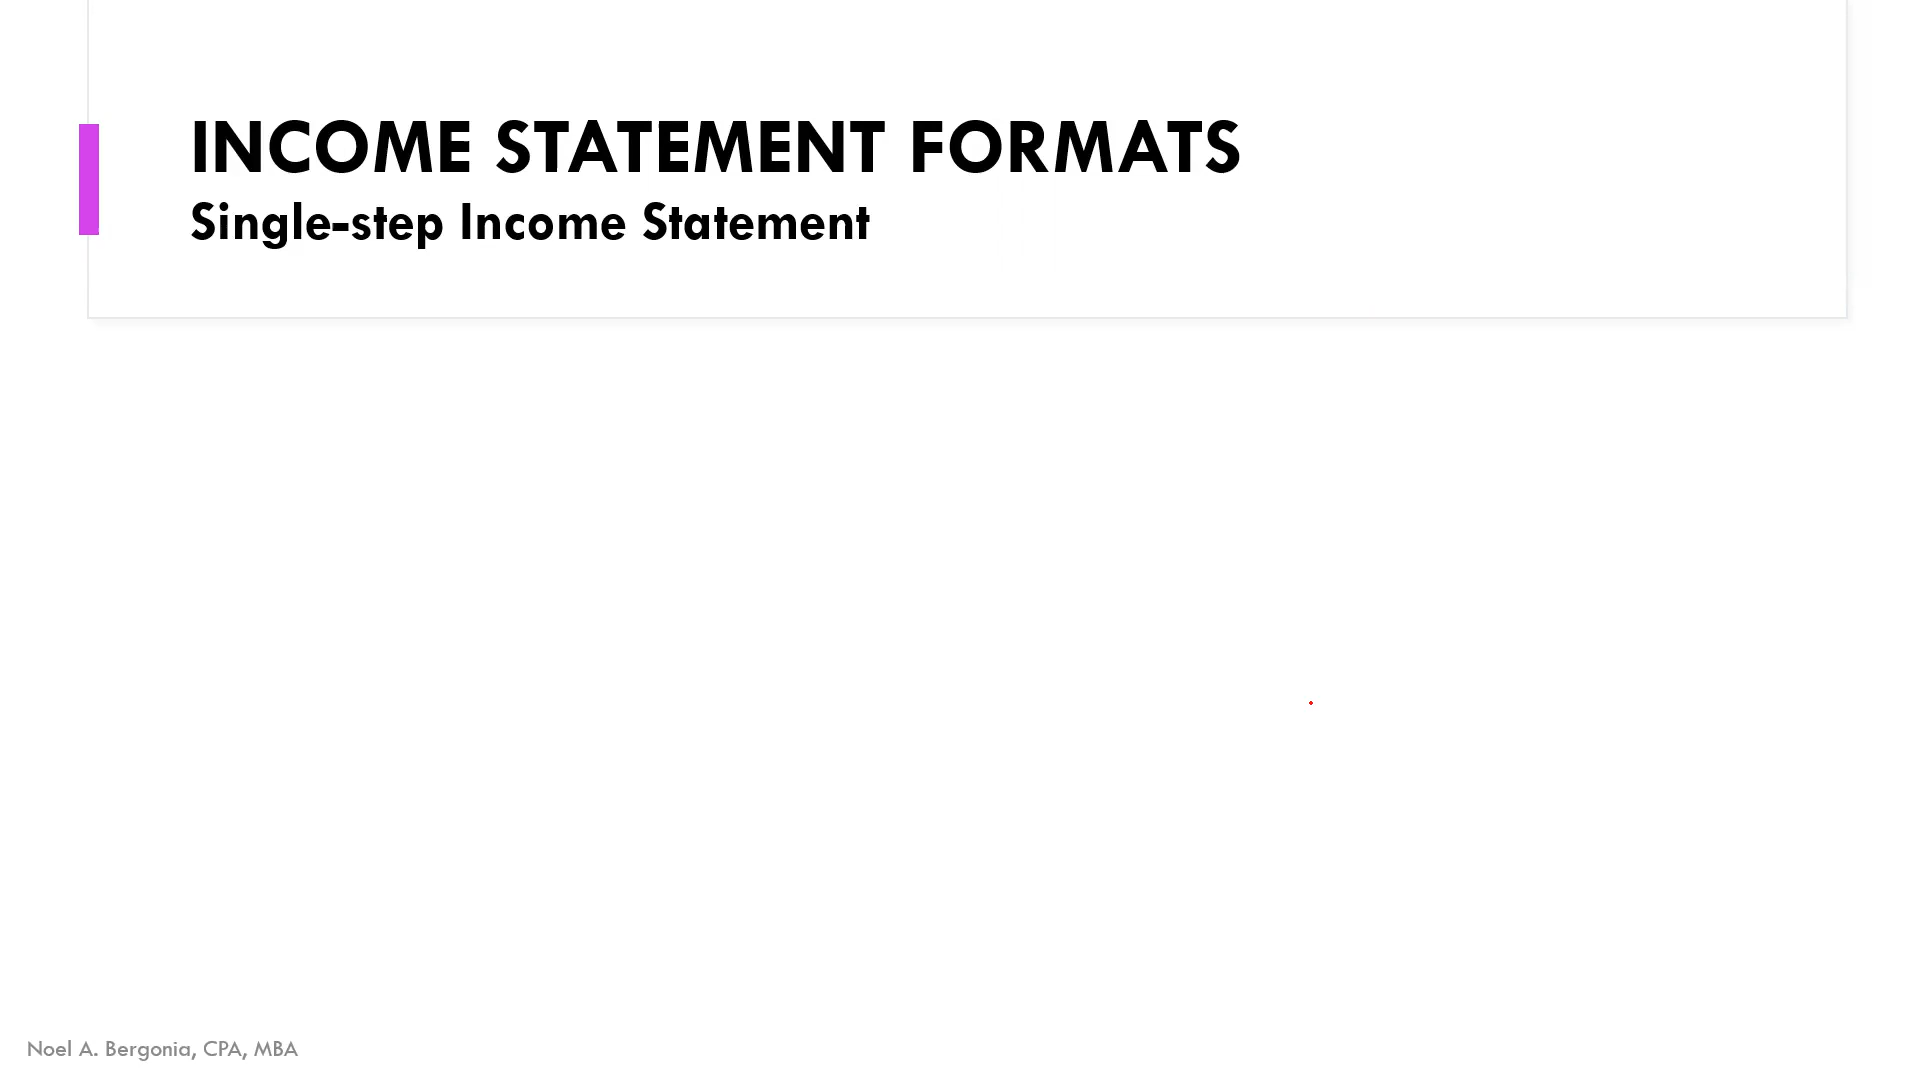 INCOME STATEMENT FORMATS
Single-step Income Statement
Noel A. Bergonia, CPA, MBA